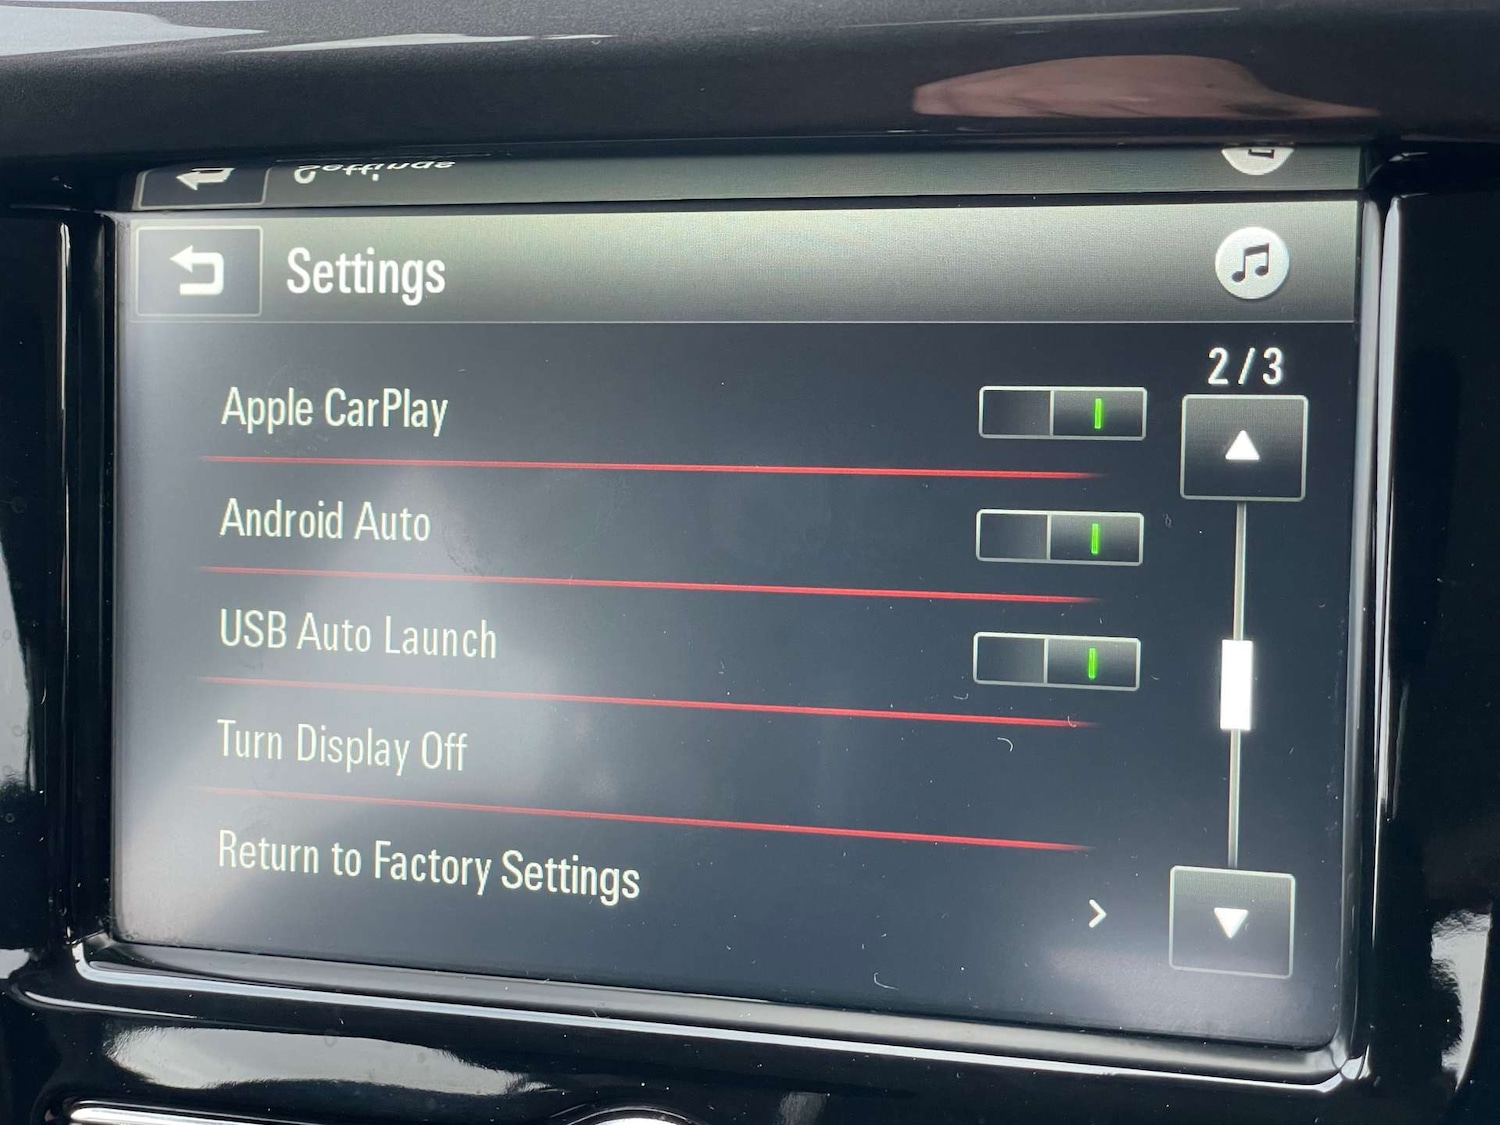 Settings
2/3
Apple CarPlay
Android Auto
USB Auto Launch
Turn Display Off
Return to Factory Settings